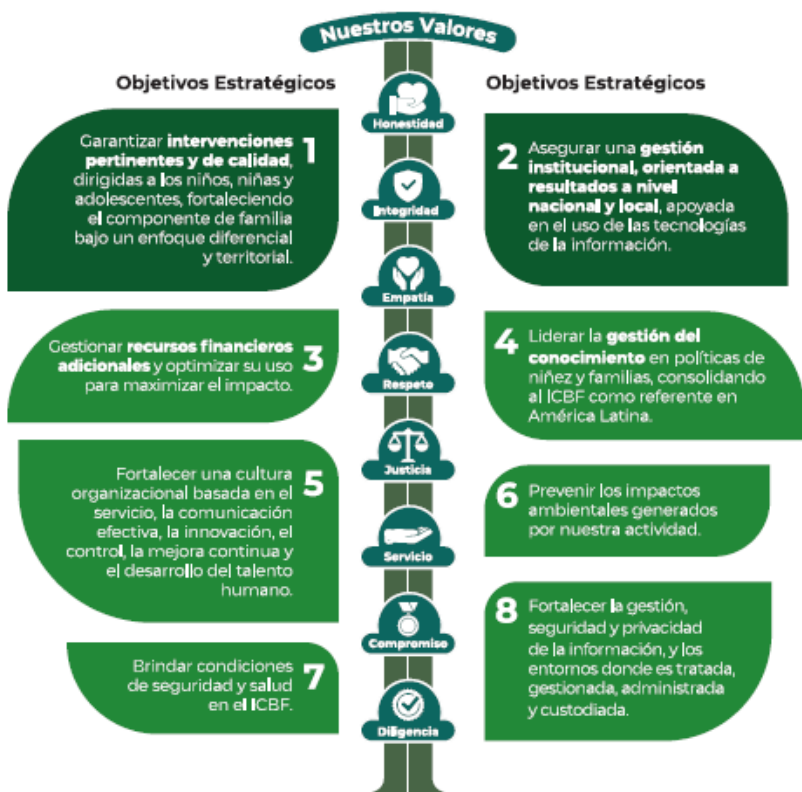 Nuestros Valores
Objetivos Estratégicos
Objetivos Estratégicos
Honestidad
Integridad
Empatía
Respeto
Justicia
Servicio
Compromiso
Diligencia
1
Garantizar intervenciones
pertinentes y de calidad,
dirigidas a los niños, niñas y
adolescentes, fortaleciendo
el componente de familia
bajo un enfoque diferencial
y territorial.
2
Asegurar una gestión
institucional, orientada a
resultados a nivel
nacional y local, apoyada
en el uso de las tecnologías
de la información.
3
Gestionar recursos financieros
adicionales y optimizar su uso
para maximizar el impacto.
4
Liderar la gestión del
conocimiento en políticas de
niñez y familias, consolidando
al ICBF como referente en
América Latina.
5
Fortalecer una cultura
organizacional basada en el
servicio, la comunicación
efectiva, la innovación, el
control, la mejora continua y
el desarrollo del talento
humano.
6
Prevenir los impactos
ambientales generados
por nuestra actividad.
7
Brindar condiciones
de seguridad y salud
en el ICBF.
8
Fortalecer la gestión,
seguridad y privacidad
de la información, y los
entornos donde es tratada,
gestionada, administrada
y custodiada.